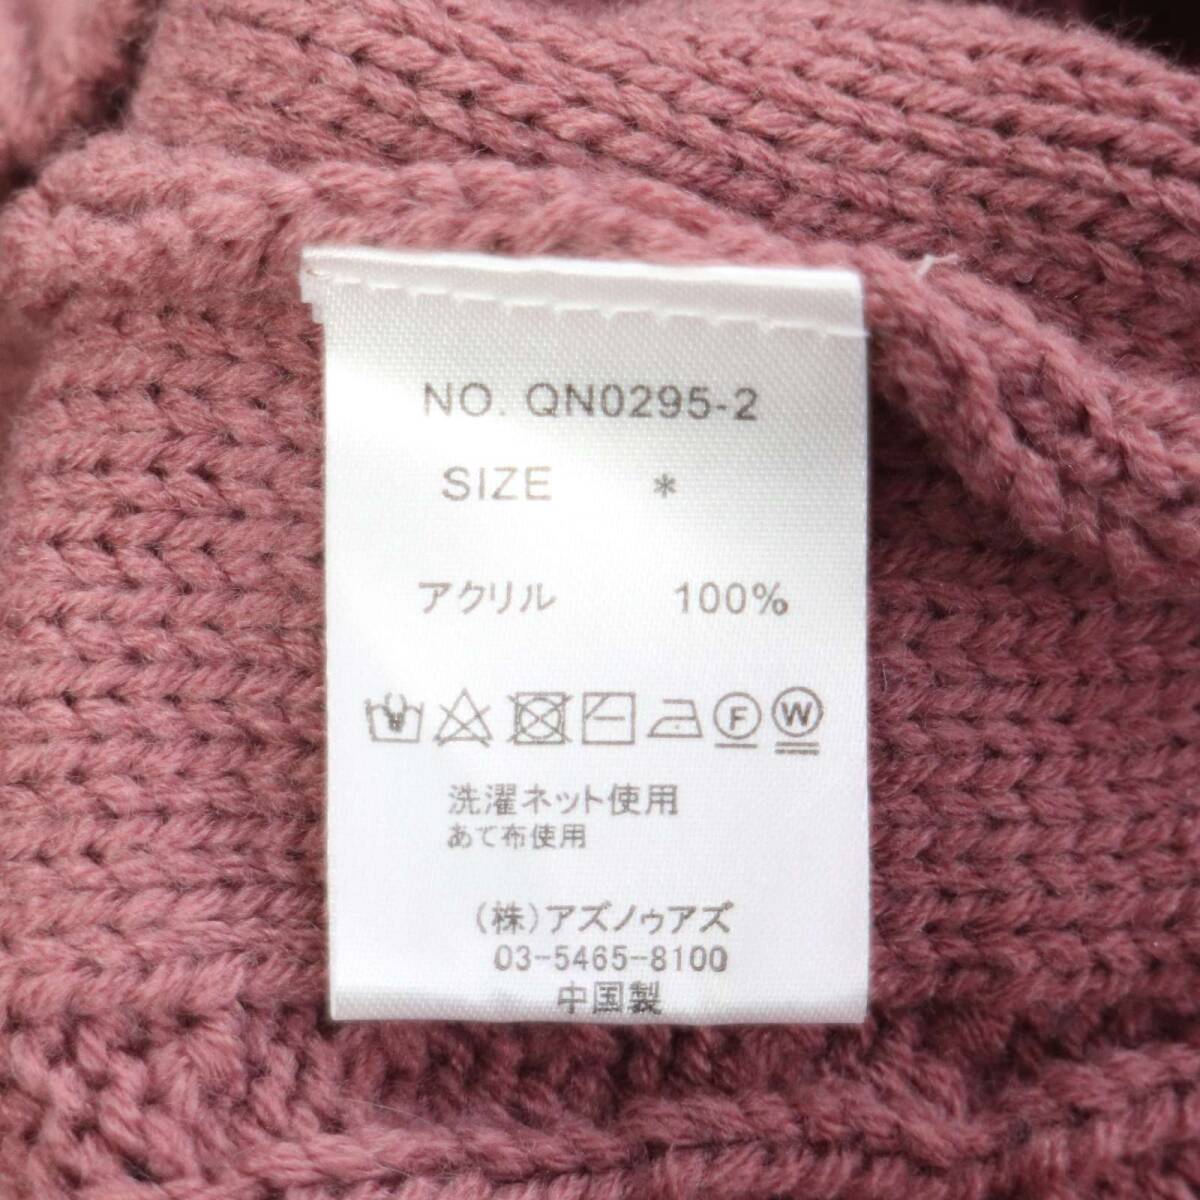 NO. QN0295-2
SIZE *
アクリル 100%
F W
洗濯ネット使用
あて布使用
(株)アズノゥアズ
03-5465-8100
中国製